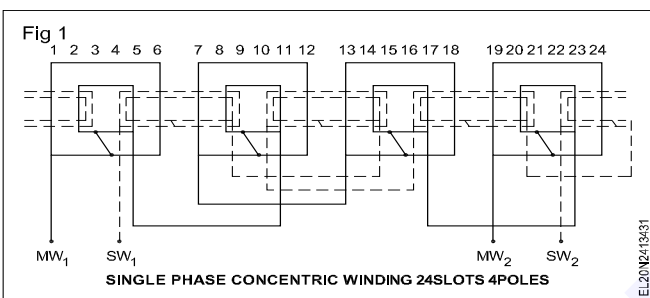 Fig 1
1 2 3 4 5 6 7 8 9 10 11 12 13 14 15 16 17 18 19 20 21 22 23 24
MW1 SW1 MW2 SW2
SINGLE PHASE CONCENTRIC WINDING 24SLOTS 4POLES
EL20N2413431